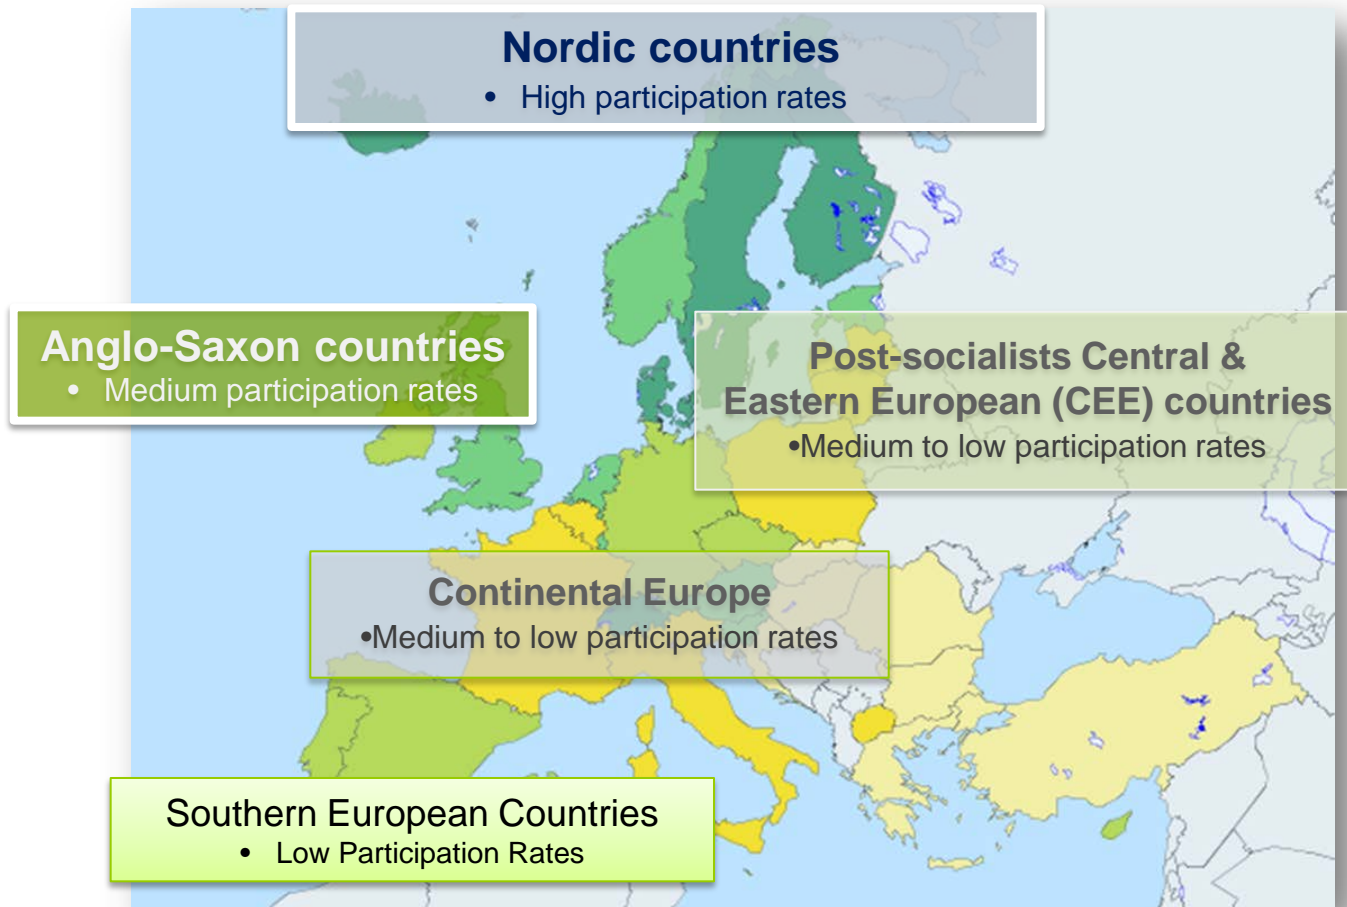 Nordic countries
• High participation rates
Anglo-Saxon countries
• Medium participation rates
Post-socialists Central &
Eastern European (CEE) countries
•Medium to low participation rates
Continental Europe
•Medium to low participation rates
Southern European Countries
• Low Participation Rates